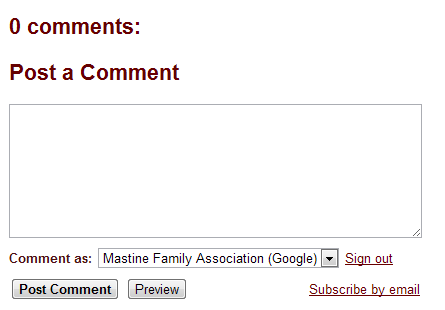 0 comments:
Post a Comment
Comment as: Mastine Family Association (Google) Sign out
Post Comment Preview Subscribe by email